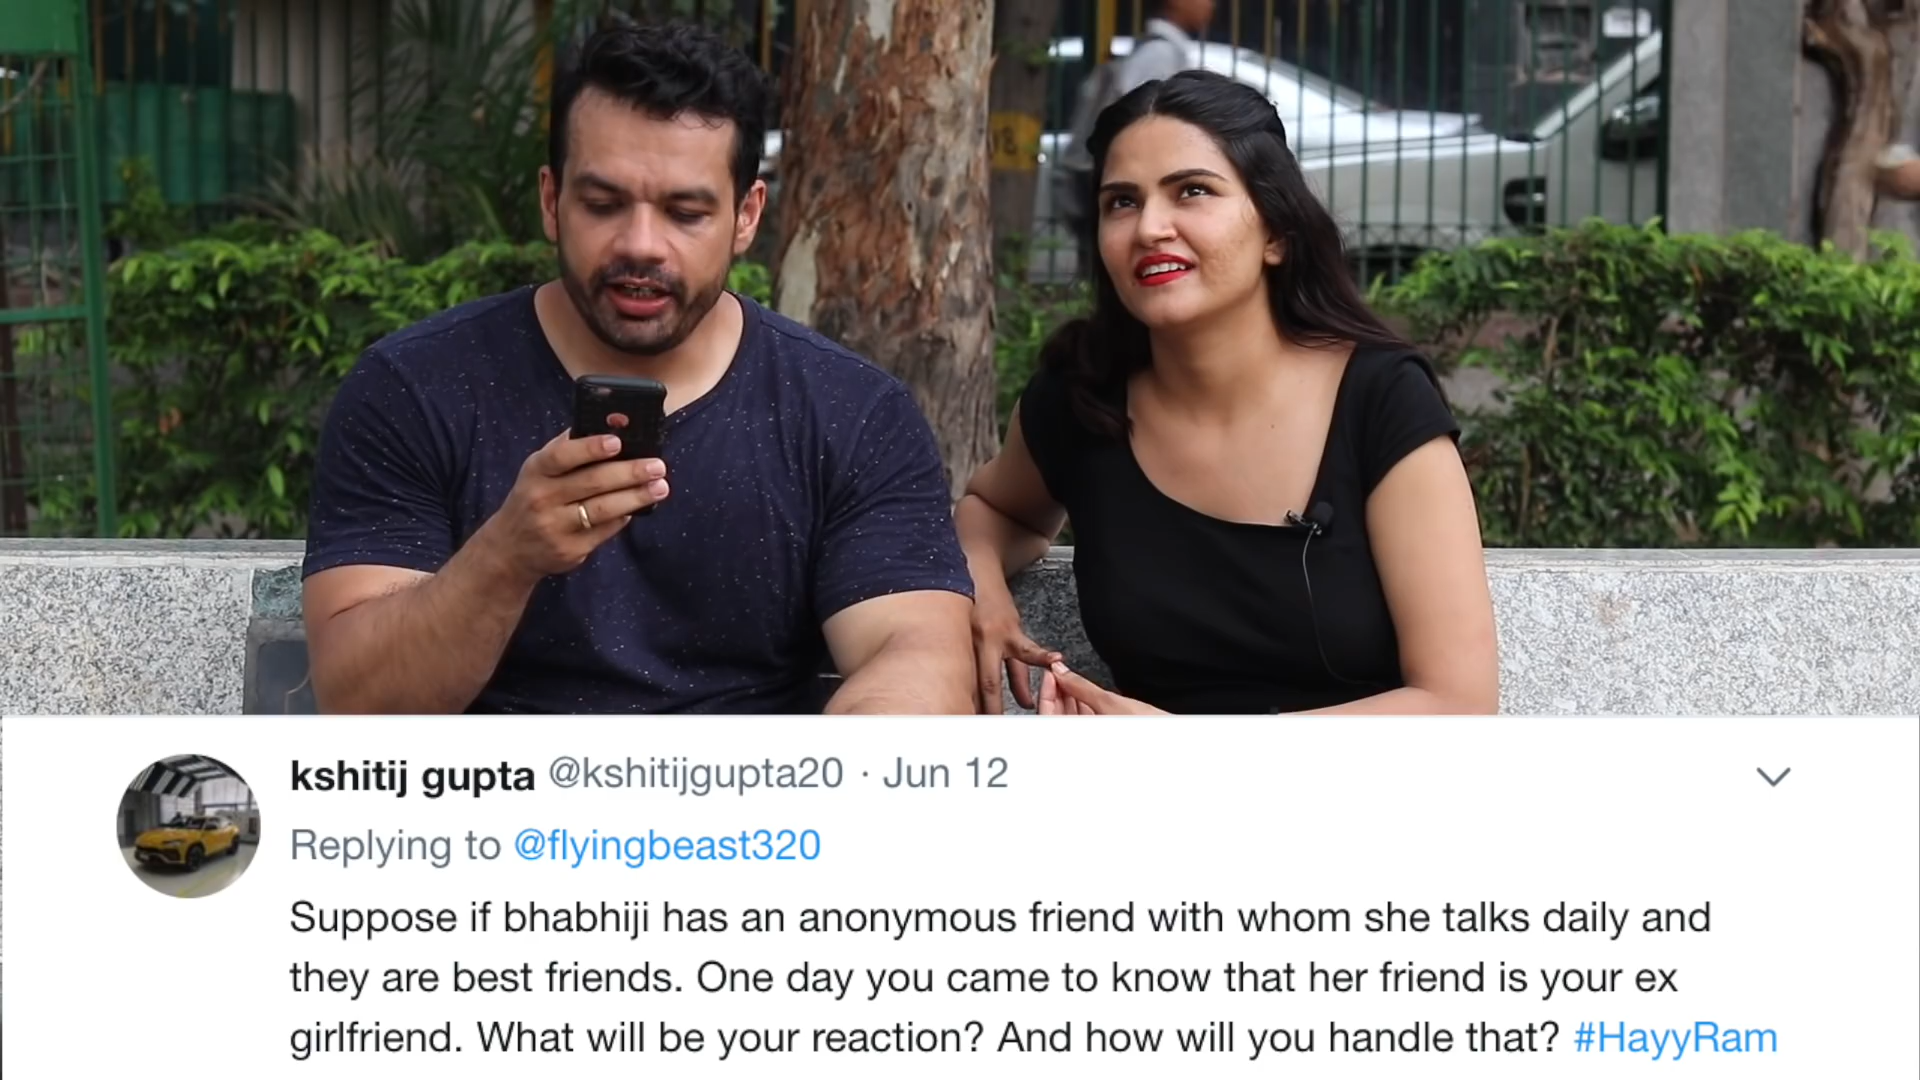 kshitij gupta @kshitijgupta20 · Jun 12
Replying to @flyingbeast320
Suppose if bhabhiji has an anonymous friend with whom she talks daily and
they are best friends. One day you came to know that her friend is your ex
girlfriend. What will be your reaction? And how will you handle that? #HayyRam